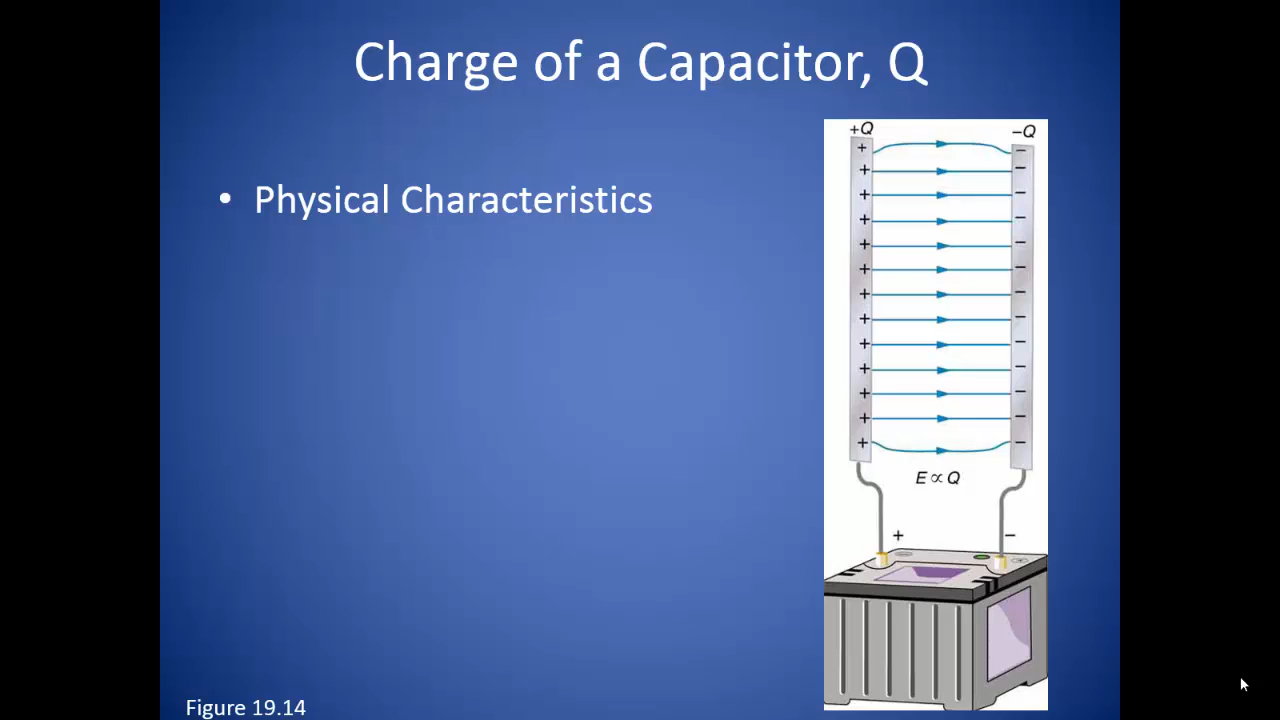 Charge of a Capacitor, Q
• Physical Characteristics
+Q
−Q
+ −
+ −
+ −
+ −
+ −
+ −
+ −
+ −
+ −
+ −
+ −
+ −
+ −
E ∝ Q
+ −
Figure 19.14